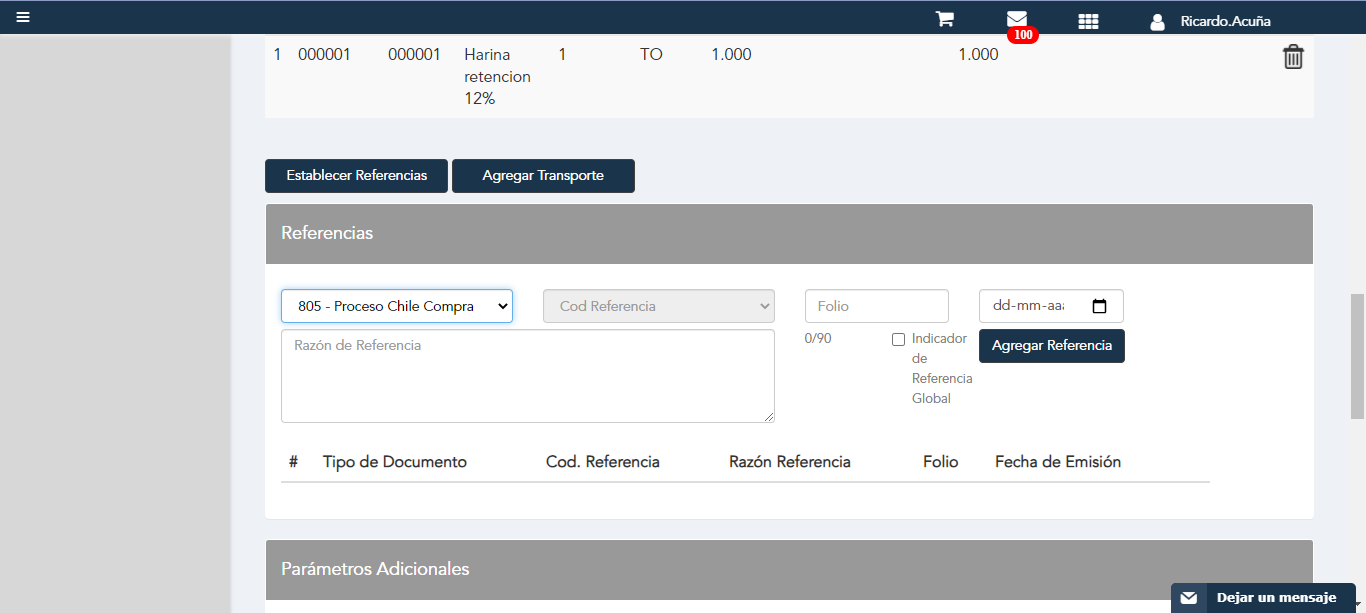 100
Ricardo.Acuña
1 000001 000001 Harina 1 TO 1.000 1.000
retencion
12%
Establecer Referencias Agregar Transporte
Referencias
805 - Proceso Chile Compra Cod Referencia Folio dd-mm-aaa
Razón de Referencia 0/90 Indicador Agregar Referencia
de
Referencia
Global
# Tipo de Documento Cod. Referencia Razón Referencia Folio Fecha de Emisión
Parámetros Adicionales
Dejar un mensaje